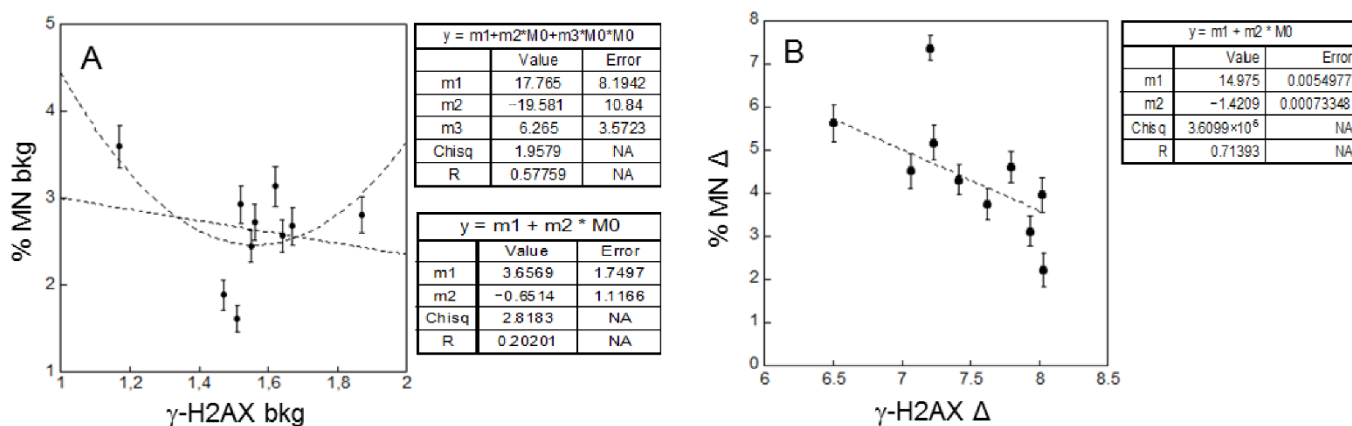 A
5
4
3
2
1
% MN bkg
1
1,2
1,4
1,6
1,8
2
γ-H2AX bkg
y = m1+m2*M0+m3*M0*M0
Value Error
m1 17.765 8.1942
m2 −19.581 10.84
m3 6.265 3.5723
Chisq 1.9579 NA
R 0.57759 NA
y = m1 + m2 * M0
Value Error
m1 3.6569 1.7497
m2 −0.6514 1.1166
Chisq 2.8183 NA
R 0.20201 NA
B
8
7
6
5
4
3
2
1
0
% MN Δ
6
6.5
7
7.5
8
8.5
γ-H2AX Δ
y = m1 + m2 * M0
Value Error
m1 14.975 0.0054977
m2 −1.4209 0.00073348
Chisq 3.6099×10⁶ NA
R 0.71393 NA